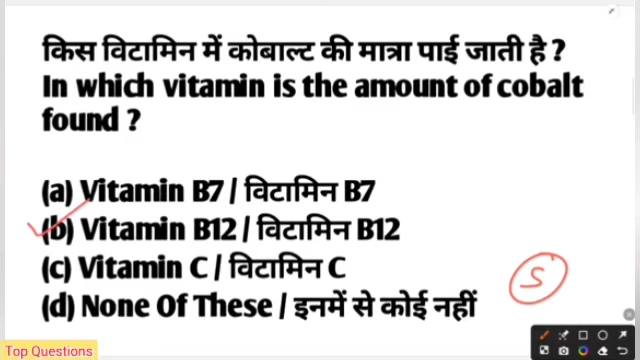 किस विटामिन में कोबाल्ट की मात्रा पाई जाती है ?
In which vitamin is the amount of cobalt
found ?
(a) Vitamin B7 / विटामिन B7
(b) Vitamin B12 / विटामिन B12
(c) Vitamin C / विटामिन C
(d) None Of These / इनमें से कोई नहीं
5
Top Questions